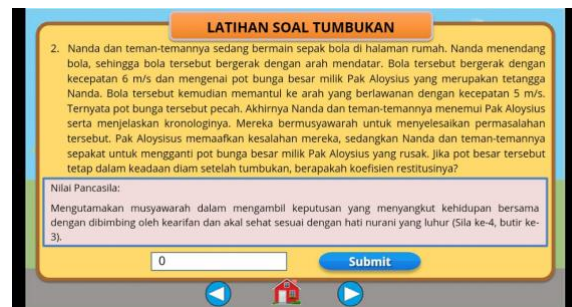 LATIHAN SOAL TUMBUKAN
2. Nanda dan teman-temannya sedang bermain sepak bola di halaman rumah. Nanda menendang
bola, sehingga bola tersebut bergerak dengan arah mendatar. Bola tersebut bergerak dengan
kecepatan 6 m/s dan mengenai pot bunga besar milik Pak Aloysius yang merupakan tetangga
Nanda. Bola tersebut kemudian memantul ke arah yang berlawanan dengan kecepatan 5 m/s.
Ternyata pot bunga tersebut pecah. Akhirnya Nanda dan teman-temannya menemui Pak Aloysius
serta menjelaskan kronologinya. Mereka bermusyawarah untuk menyelesaikan permasalahan
tersebut. Pak Aloysisus memaafkan kesalahan mereka, sedangkan Nanda dan teman-temannya
sepakat untuk mengganti pot bunga besar milik Pak Aloysius yang rusak. Jika pot besar tersebut
tetap dalam keadaan diam setelah tumbukan, berapakah koefisien restitusinya?
Nilai Pancasila:
Mengutamakan musyawarah dalam mengambil keputusan yang menyangkut kehidupan bersama
dengan dibimbing oleh kearifan dan akal sehat sesuai dengan hati nurani yang luhur (Sila ke-4, butir ke-
3).
0
Submit